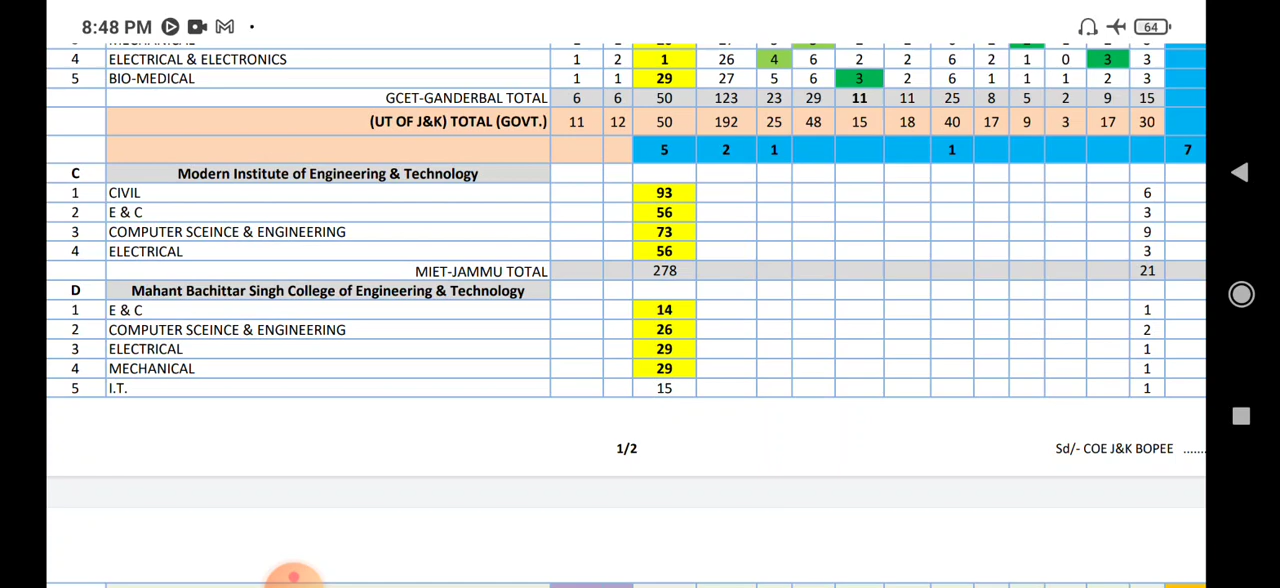 8:48 PM
64
4 ELECTRICAL & ELECTRONICS 1 2 1 26 4 6 2 2 6 2 1 0 3 3
5 BIO-MEDICAL 1 1 29 27 5 6 3 2 6 1 1 1 2 3
GCET-GANDERBAL TOTAL 6 6 50 123 23 29 11 11 25 8 5 2 9 15
(UT OF J&K) TOTAL (GOVT.) 11 12 50 192 25 48 15 18 40 17 9 3 17 30
5 2 1 1 7
C Modern Institute of Engineering & Technology
1 CIVIL 93 6
2 E & C 56 3
3 COMPUTER SCEINCE & ENGINEERING 73 9
4 ELECTRICAL 56 3
MIET-JAMMU TOTAL 278 21
D Mahant Bachittar Singh College of Engineering & Technology
1 E & C 14 1
2 COMPUTER SCEINCE & ENGINEERING 26 2
3 ELECTRICAL 29 1
4 MECHANICAL 29 1
5 I.T. 15 1
1/2 Sd/- COE J&K BOPEE ......